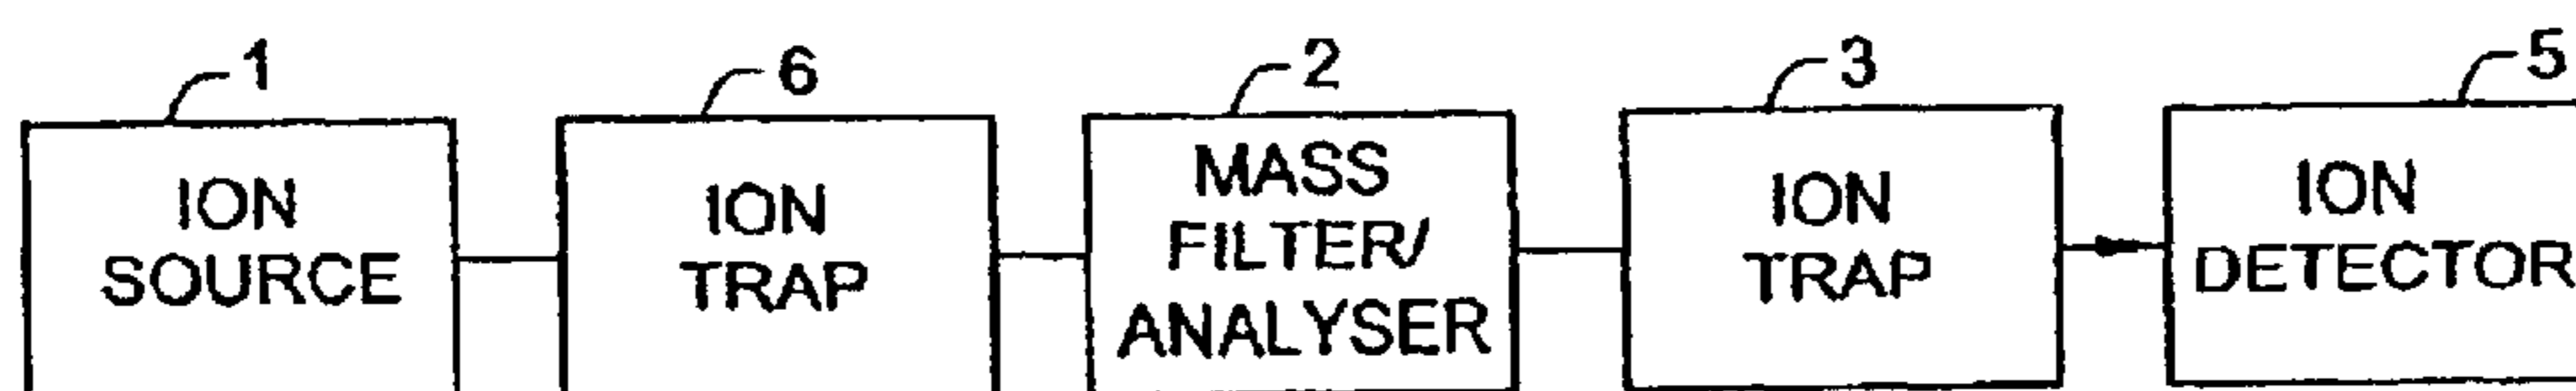 1
6
2
3
5
ION
SOURCE
ION
TRAP
MASS
FILTER/
ANALYSER
ION
TRAP
ION
DETECTOR